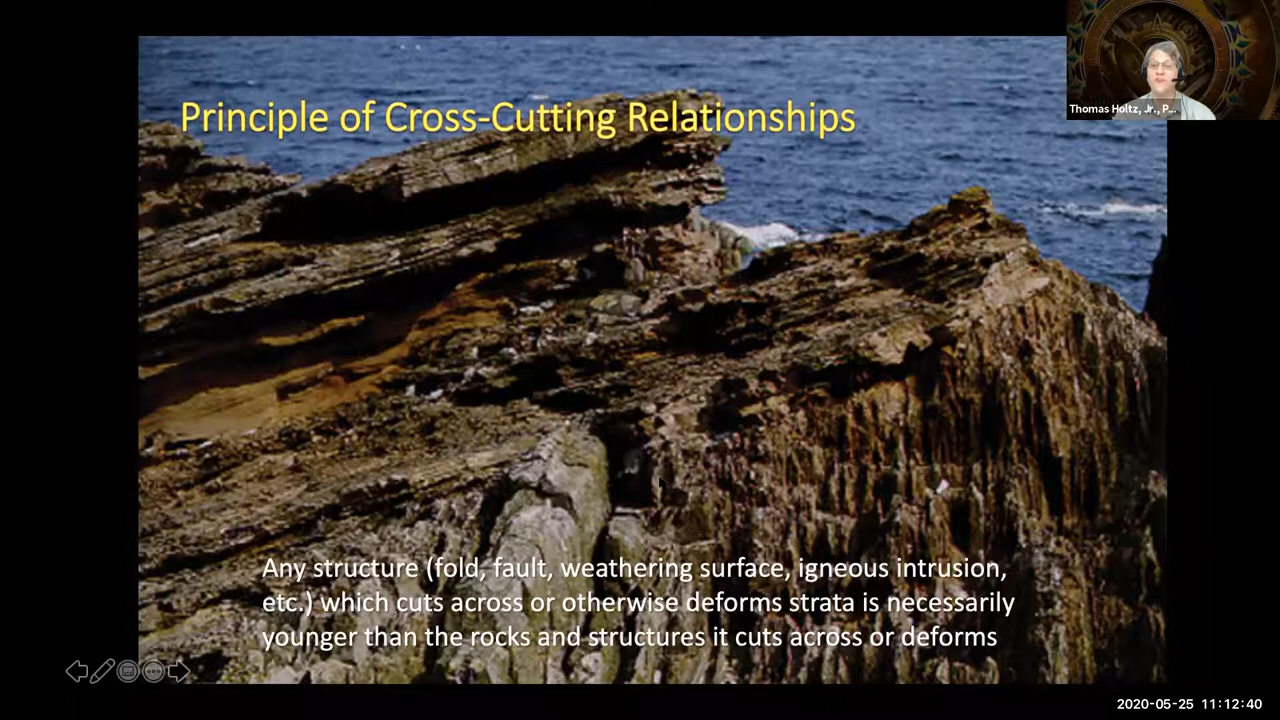 Thomas Holtz, Jr., P...
Principle of Cross-Cutting Relationships
Any structure (fold, fault, weathering surface, igneous intrusion,
etc.) which cuts across or otherwise deforms strata is necessarily
younger than the rocks and structures it cuts across or deforms
2020-05-25 11:12:40